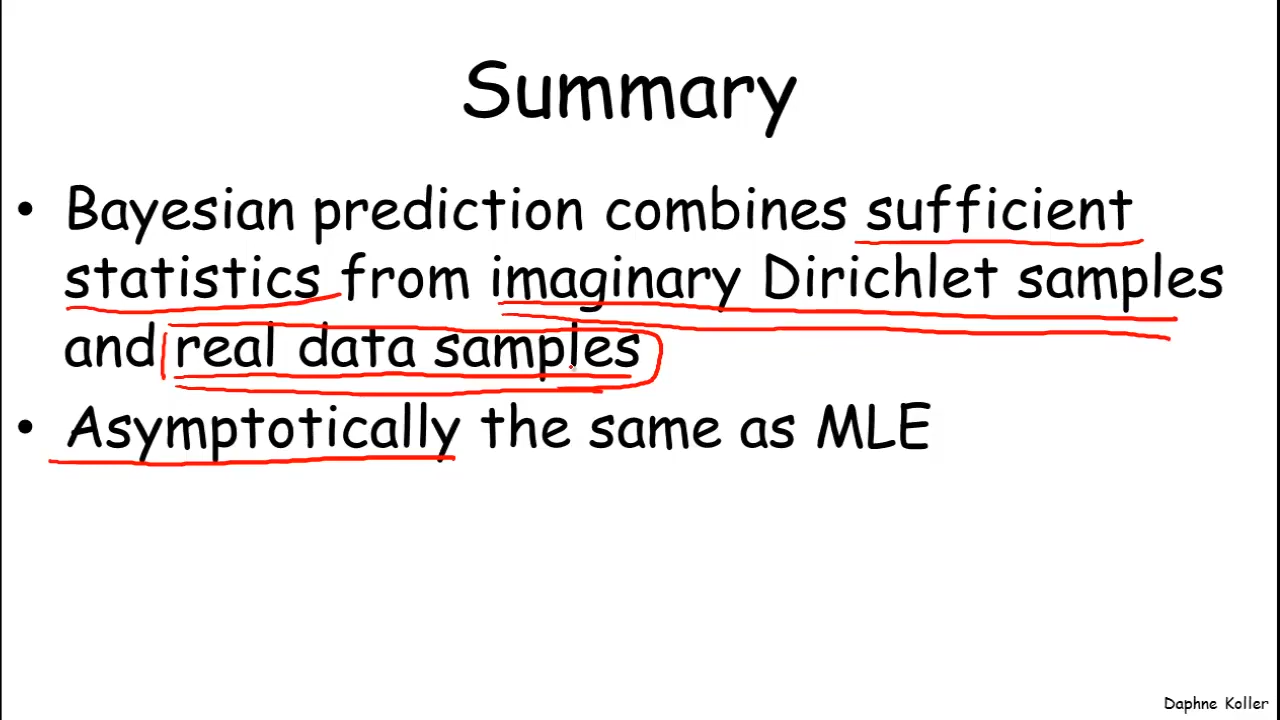 Summary
• Bayesian prediction combines sufficient
statistics from imaginary Dirichlet samples
and real data samples
• Asymptotically the same as MLE
Daphne Koller